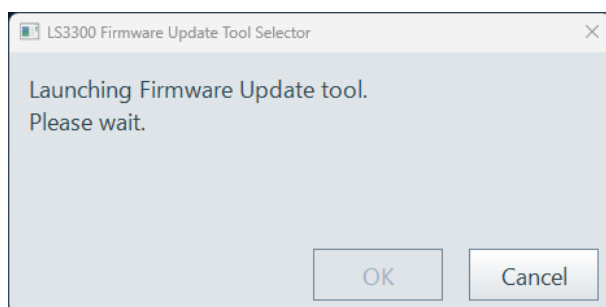 LS3300 Firmware Update Tool Selector
Launching Firmware Update tool.
Please wait.
OK
Cancel